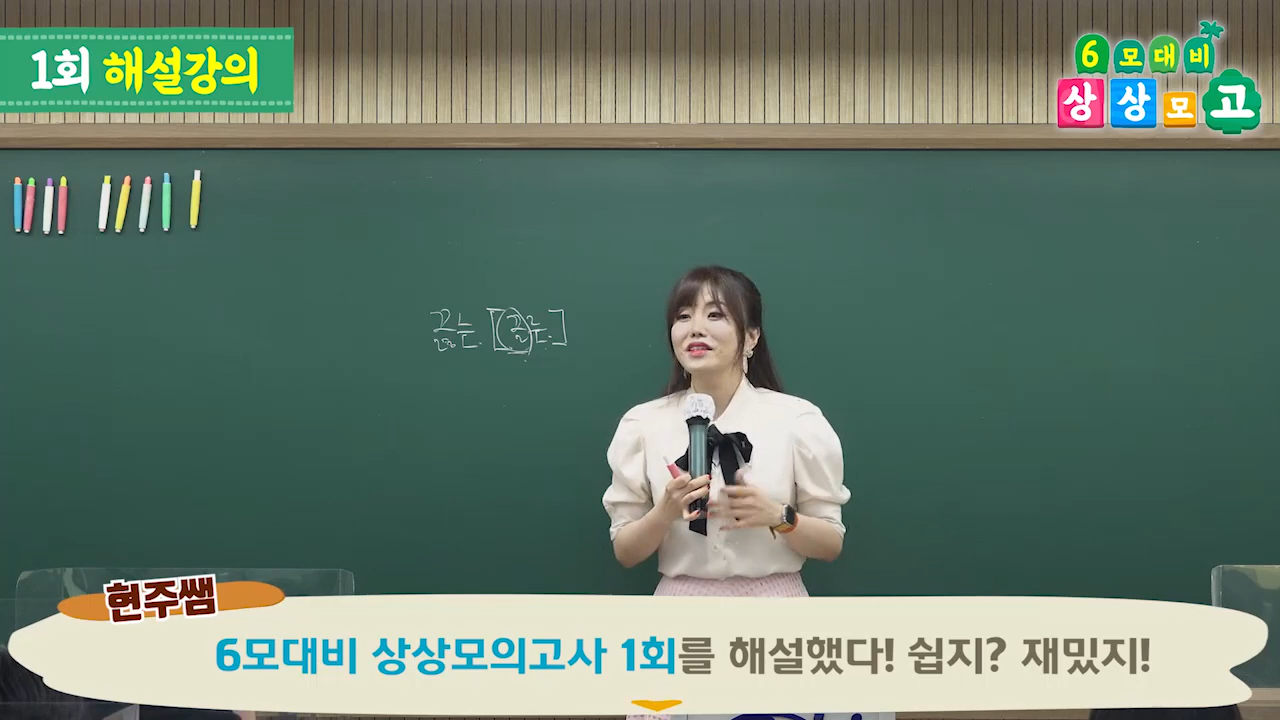 1회 해설강의
6모대비
상상모고
끓는 [끌른]
현주쌤
6모대비 상상모의고사 1회를 해설했다! 쉽지? 재밌지!